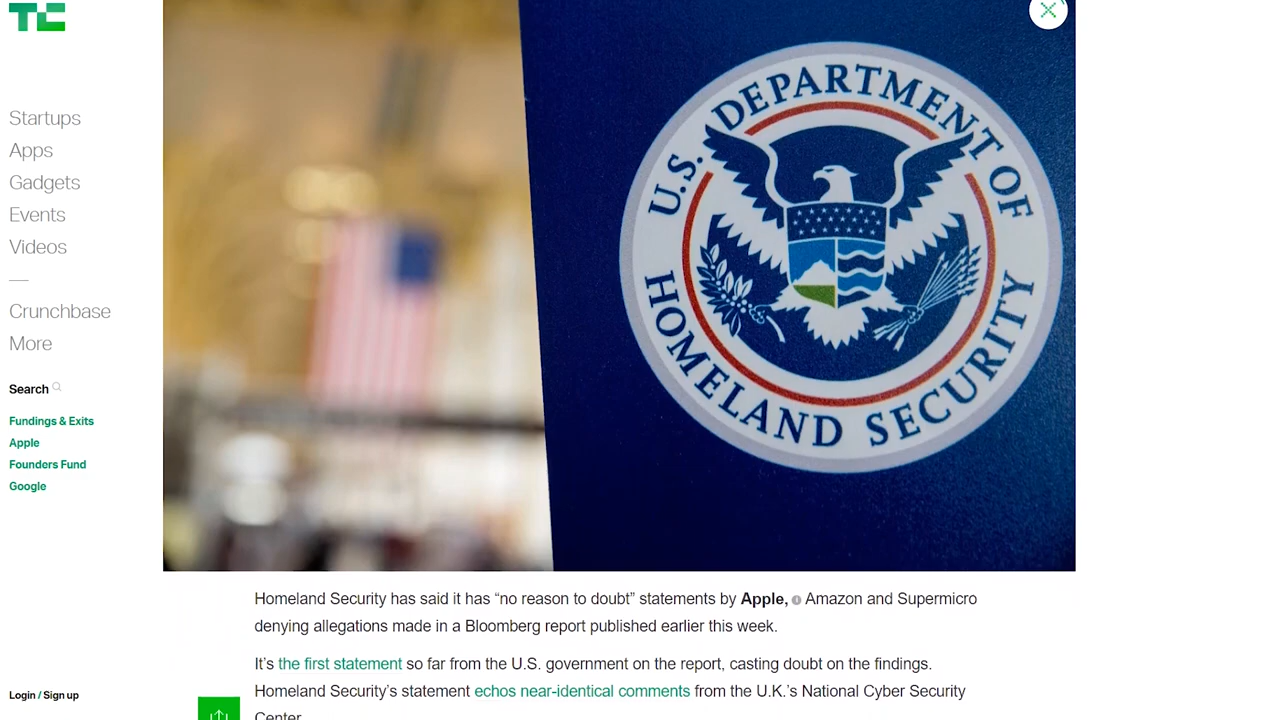 TC
Startups
Apps
Gadgets
Events
Videos
—
Crunchbase
More
Search
Fundings & Exits
Apple
Founders Fund
Google
Login / Sign up
U.S. DEPARTMENT OF
HOMELAND SECURITY
Homeland Security has said it has “no reason to doubt” statements by Apple, Amazon and Supermicro
denying allegations made in a Bloomberg report published earlier this week.
It’s the first statement so far from the U.S. government on the report, casting doubt on the findings.
Homeland Security’s statement echos near-identical comments from the U.K.’s National Cyber Security
Center